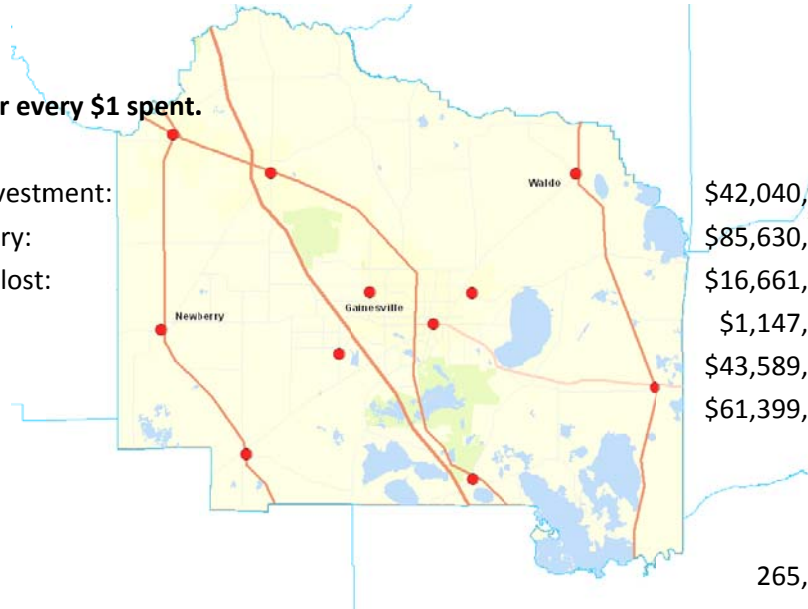 r every $1 spent.
Waldo
vestment: $42,040,
ry: $85,630,
lost: $16,661,
Gainesville
Newberry
$1,147,
$43,589,
$61,399,
265,